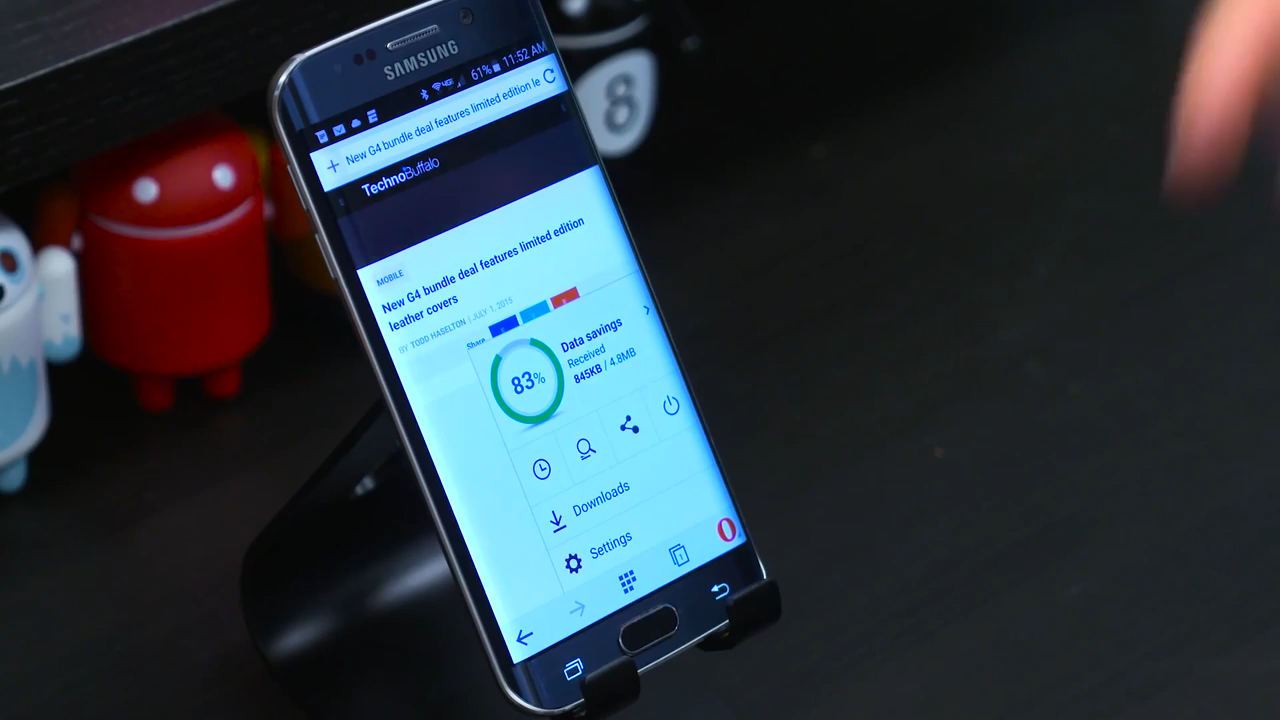 SAMSUNG
61% 11:52 AM
New G4 bundle deal features limited edition le
TechnoBuffalo
MOBILE
New G4 bundle deal features limited edition
leather covers
BY TODD HASELTON | JULY 1, 2015
Share
83%
Data savings
Received
845KB / 4.8MB
Downloads
Settings
8